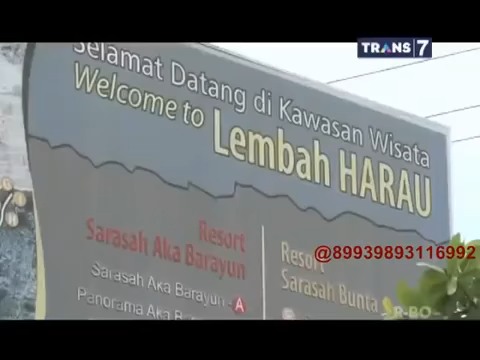 TRANS 7
Selamat Datang di Kawasan Wisata
Welcome to Lembah HARAU
Resort
Sarasah Aka Barayun
Sarasah Aka Barayun - A
Panorama Aka
Resort
Sarasah Bunta
@89939893116992